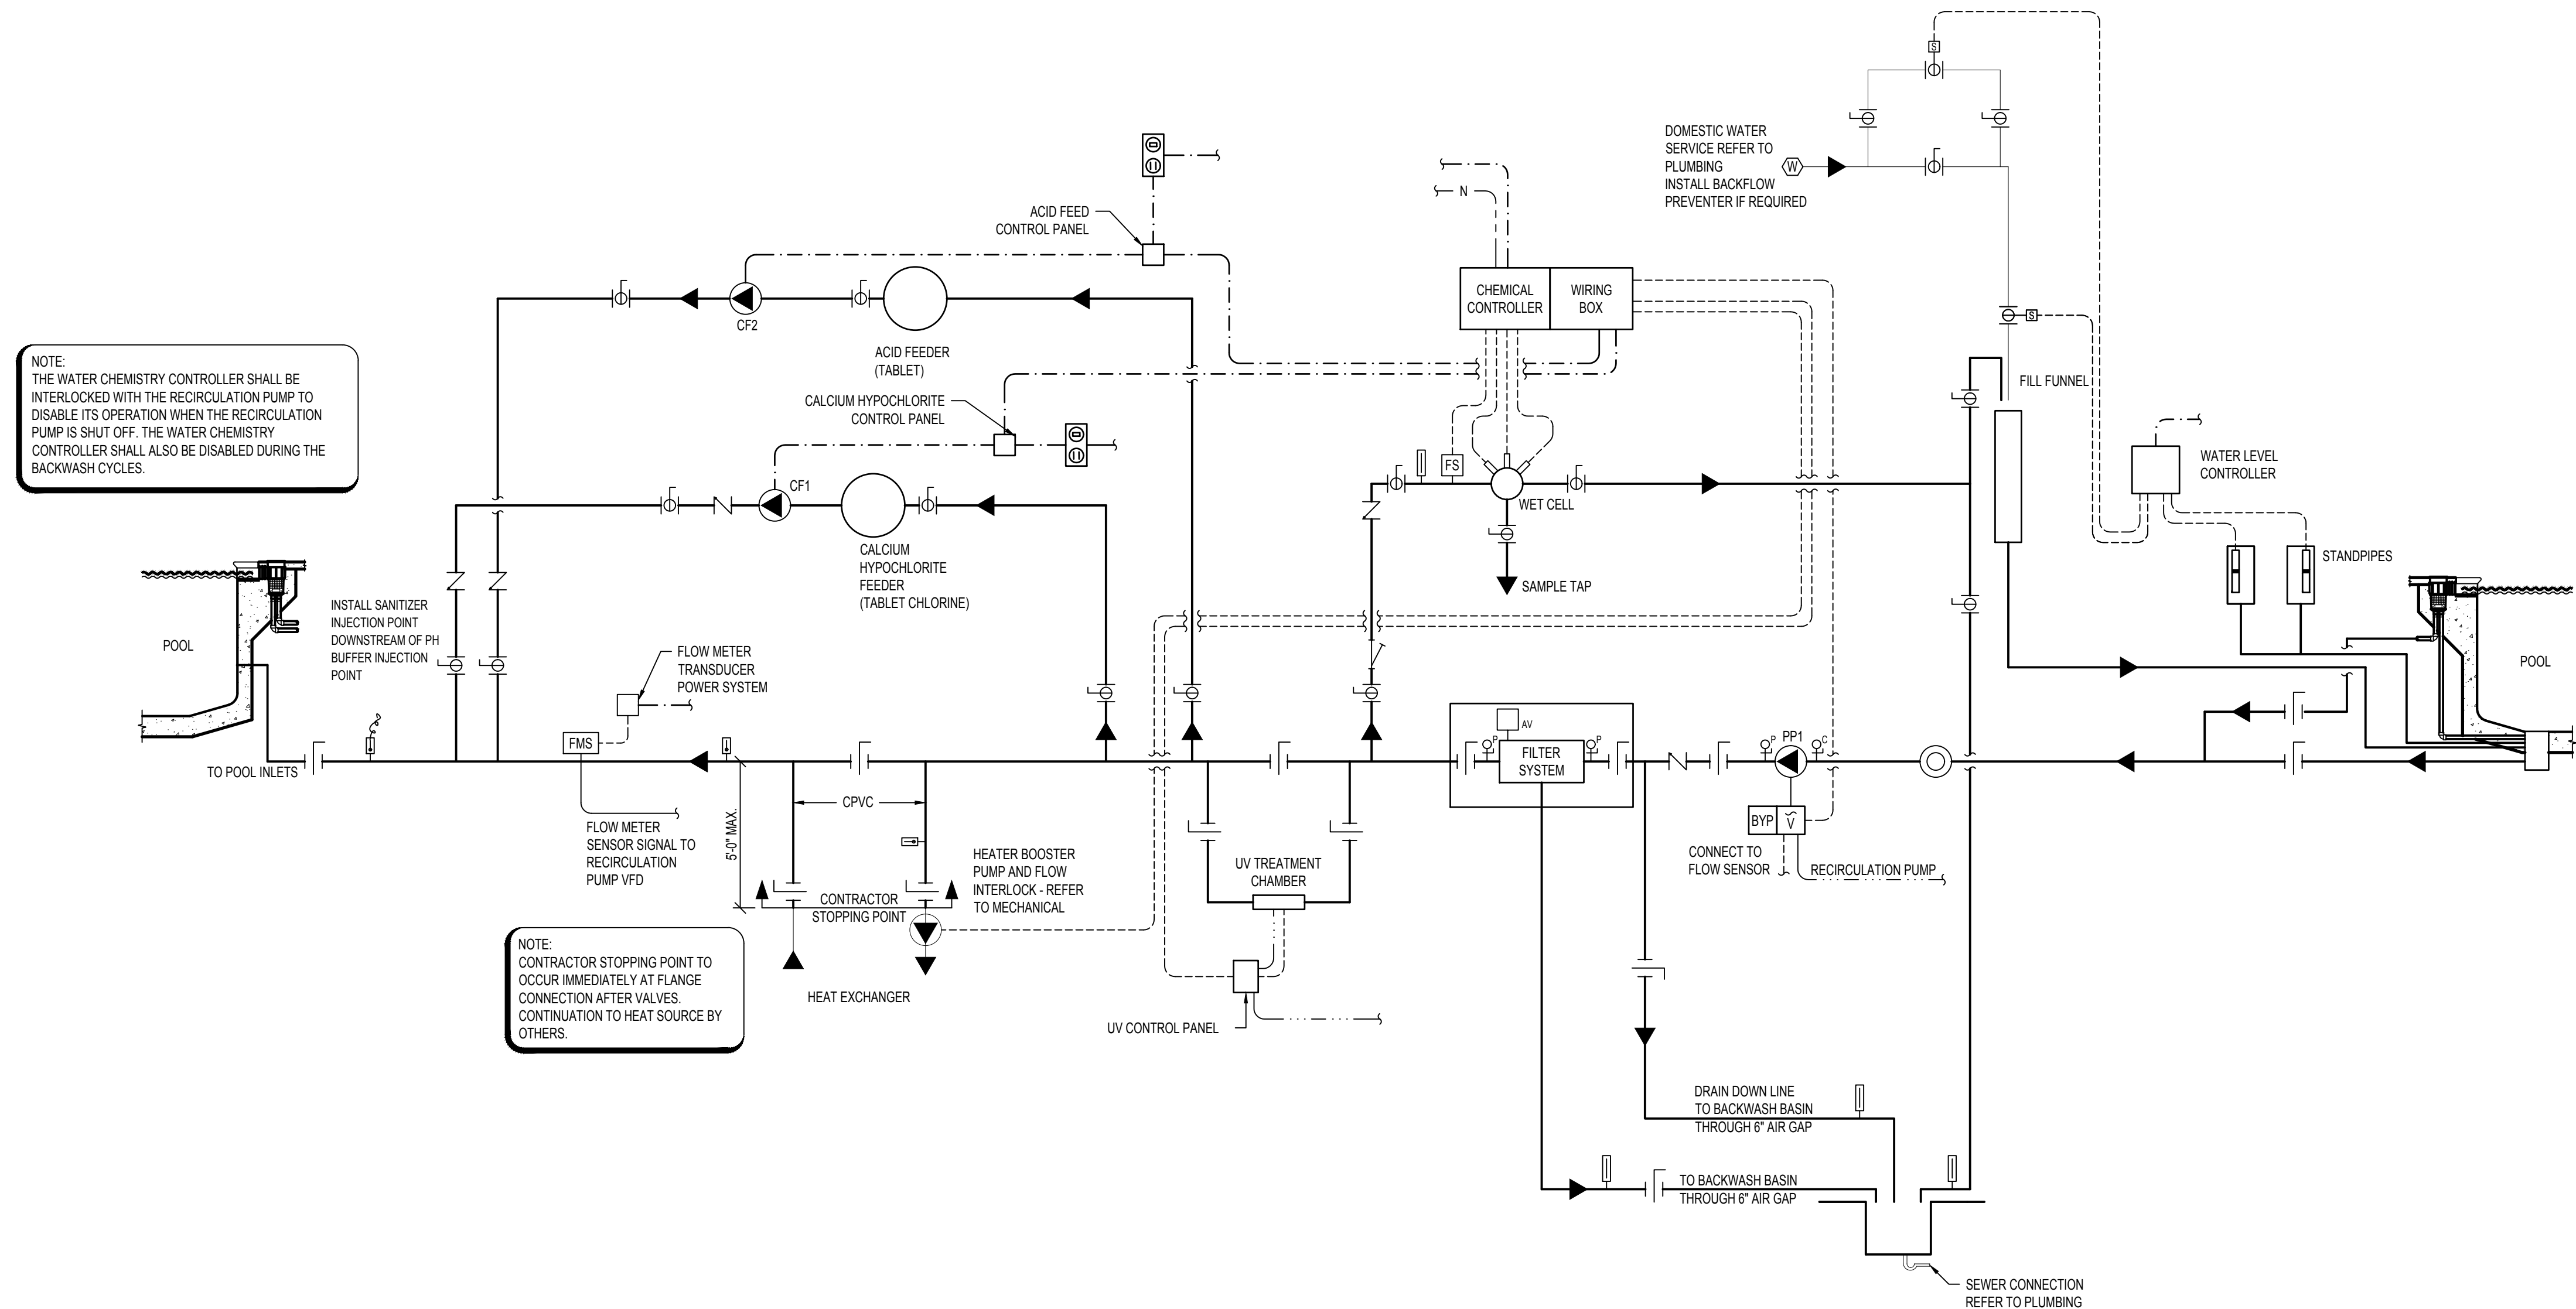 S
DOMESTIC WATER
SERVICE REFER TO
PLUMBING
W
INSTALL BACKFLOW
PREVENTER IF REQUIRED
N
ACID FEED
CONTROL PANEL
CHEMICAL
CONTROLLER
WIRING
BOX
S
CF2
ACID FEEDER
(TABLET)
NOTE:
THE WATER CHEMISTRY CONTROLLER SHALL BE
INTERLOCKED WITH THE RECIRCULATION PUMP TO
DISABLE ITS OPERATION WHEN THE RECIRCULATION
PUMP IS SHUT OFF. THE WATER CHEMISTRY
CONTROLLER SHALL ALSO BE DISABLED DURING THE
BACKWASH CYCLES.
CALCIUM HYPOCHLORITE
CONTROL PANEL
FILL FUNNEL
WATER LEVEL
CONTROLLER
FS
CF1
WET CELL
CALCIUM
HYPOCHLORITE
FEEDER
(TABLET CHLORINE)
SAMPLE TAP
STANDPIPES
INSTALL SANITIZER
INJECTION POINT
DOWNSTREAM OF PH
BUFFER INJECTION
POINT
POOL
FLOW METER
TRANSDUCER
POWER SYSTEM
POOL
FMS
AV
P
P
P
PP1
C
FILTER
SYSTEM
TO POOL INLETS
CPVC
5'-0" MAX.
BYP
V
FLOW METER
SENSOR SIGNAL TO
RECIRCULATION
PUMP VFD
HEATER BOOSTER
PUMP AND FLOW
INTERLOCK - REFER
TO MECHANICAL
UV TREATMENT
CHAMBER
CONNECT TO
FLOW SENSOR
RECIRCULATION PUMP
CONTRACTOR
STOPPING POINT
NOTE:
CONTRACTOR STOPPING POINT TO
OCCUR IMMEDIATELY AT FLANGE
CONNECTION AFTER VALVES.
CONTINUATION TO HEAT SOURCE BY
OTHERS.
HEAT EXCHANGER
UV CONTROL PANEL
DRAIN DOWN LINE
TO BACKWASH BASIN
THROUGH 6" AIR GAP
TO BACKWASH BASIN
THROUGH 6" AIR GAP
SEWER CONNECTION
REFER TO PLUMBING